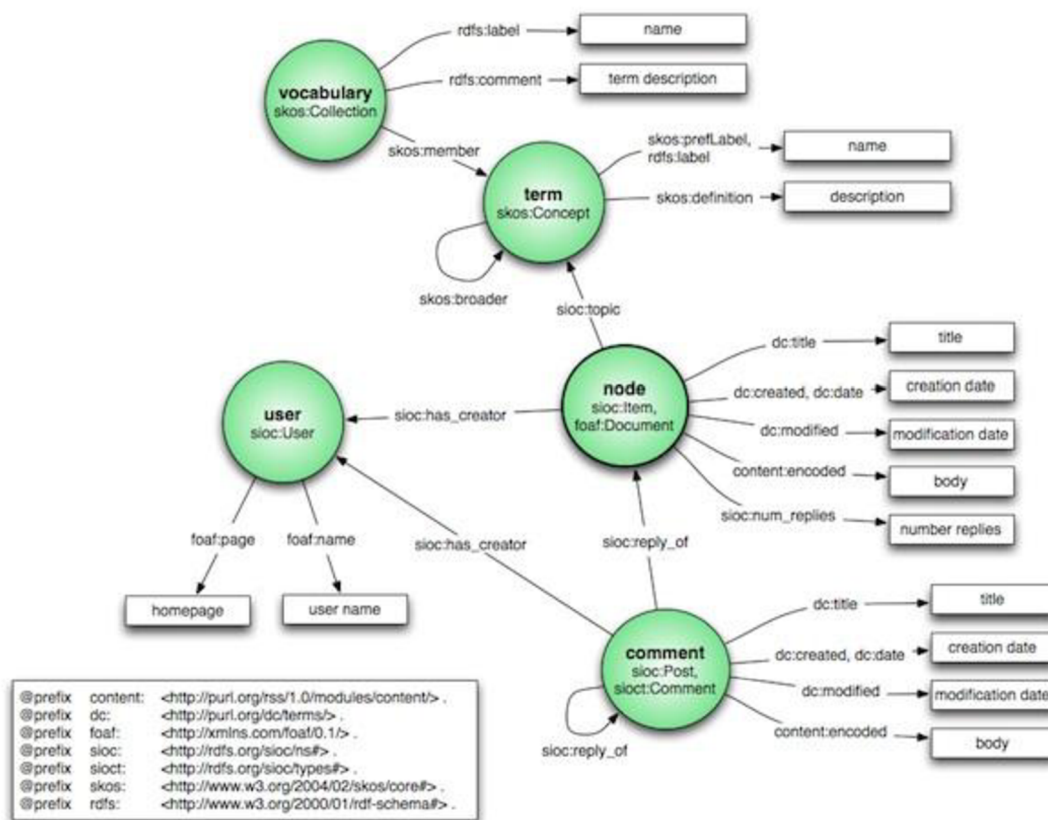 rdfs:label
name
vocabulary
skos:Collection
rdfs:comment
term description
skos:member
skos:prefLabel,
rdfs:label
name
term
skos:Concept
skos:definition
description
skos:broader
sioc:topic
dc:title
title
node
sioc:Item,
foaf:Document
dc:created, dc:date
creation date
user
sioc:User
sioc:has_creator
dc:modified
modification date
content:encoded
body
sioc:num_replies
number replies
foaf:page
foaf:name
sioc:has_creator
sioc:reply_of
homepage
user name
dc:title
title
comment
sioc:Post,
sioct:Comment
dc:created, dc:date
creation date
dc:modified
modification date
sioc:reply_of
content:encoded
body
@prefix content: <http://purl.org/rss/1.0/modules/content/> .
@prefix dc: <http://purl.org/dc/terms/> .
@prefix foaf: <http://xmlns.com/foaf/0.1/> .
@prefix sioc: <http://rdfs.org/sioc/ns#> .
@prefix sioct: <http://rdfs.org/sioc/types#> .
@prefix skos: <http://www.w3.org/2004/02/skos/core#> .
@prefix rdfs: <http://www.w3.org/2000/01/rdf-schema#> .